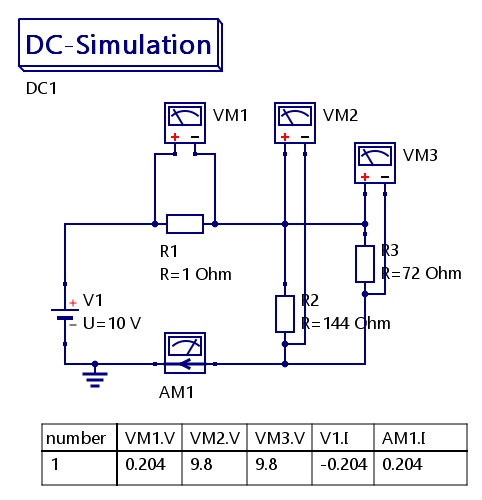 DC-Simulation
DC1
VM1
VM2
VM3
R1
R=1 Ohm
R3
R=72 Ohm
V1
U=10 V
R2
R=144 Ohm
AM1
number VM1.V VM2.V VM3.V V1.I AM1.I
1 0.204 9.8 9.8 -0.204 0.204